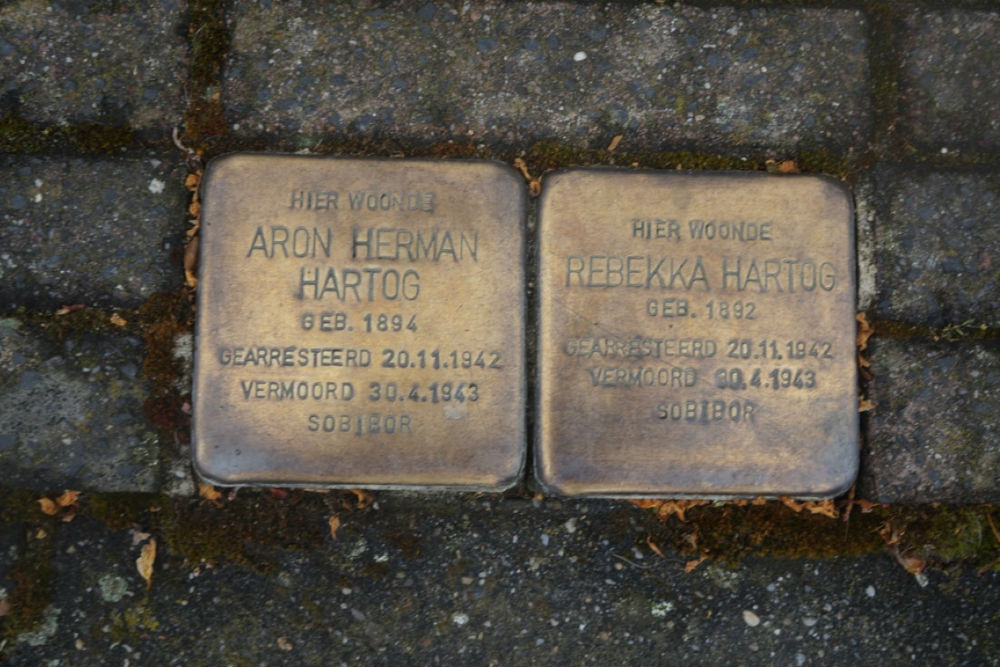 HIER WOONDE
ARON HERMAN
HARTOG
GEB. 1894
GEARRESTEERD 20.11.1942
VERMOORD 30.4.1943
SOBIBOR
HIER WOONDE
REBEKKA HARTOG
GEB. 1892
GEARRESTEERD 20.11.1942
VERMOORD 30.4.1943
SOBIBOR